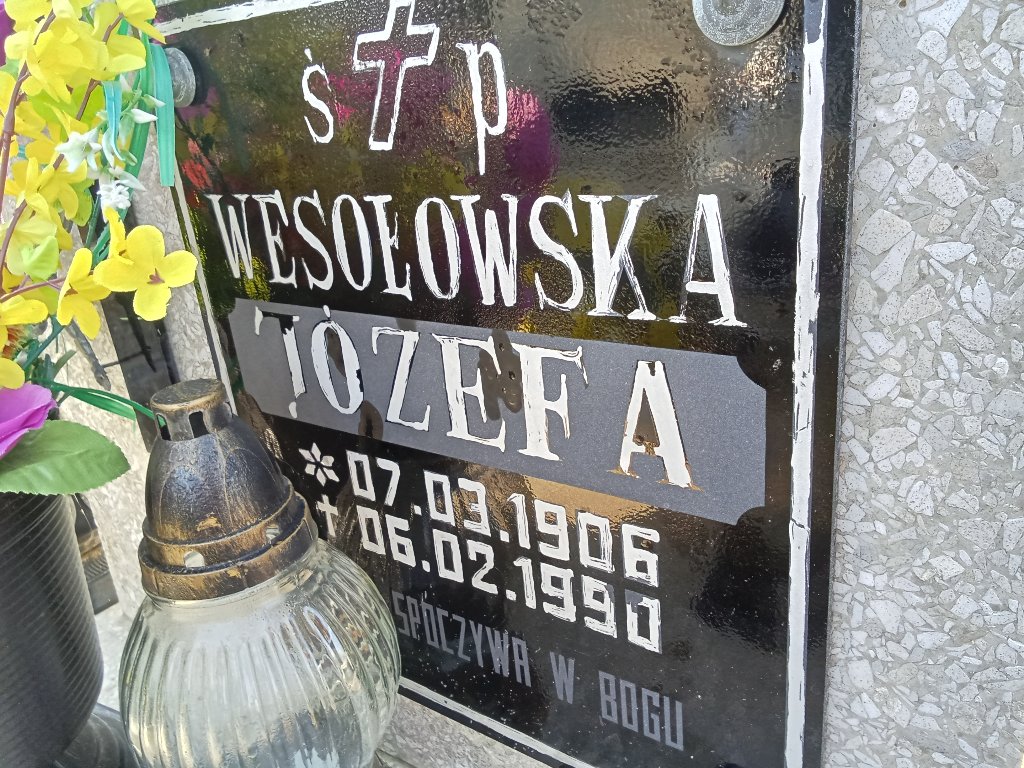 ś p
WESOŁOWSKA
JÓZEFA
07.03.1906
06.02.1990
SPOCZYWA W BOGU